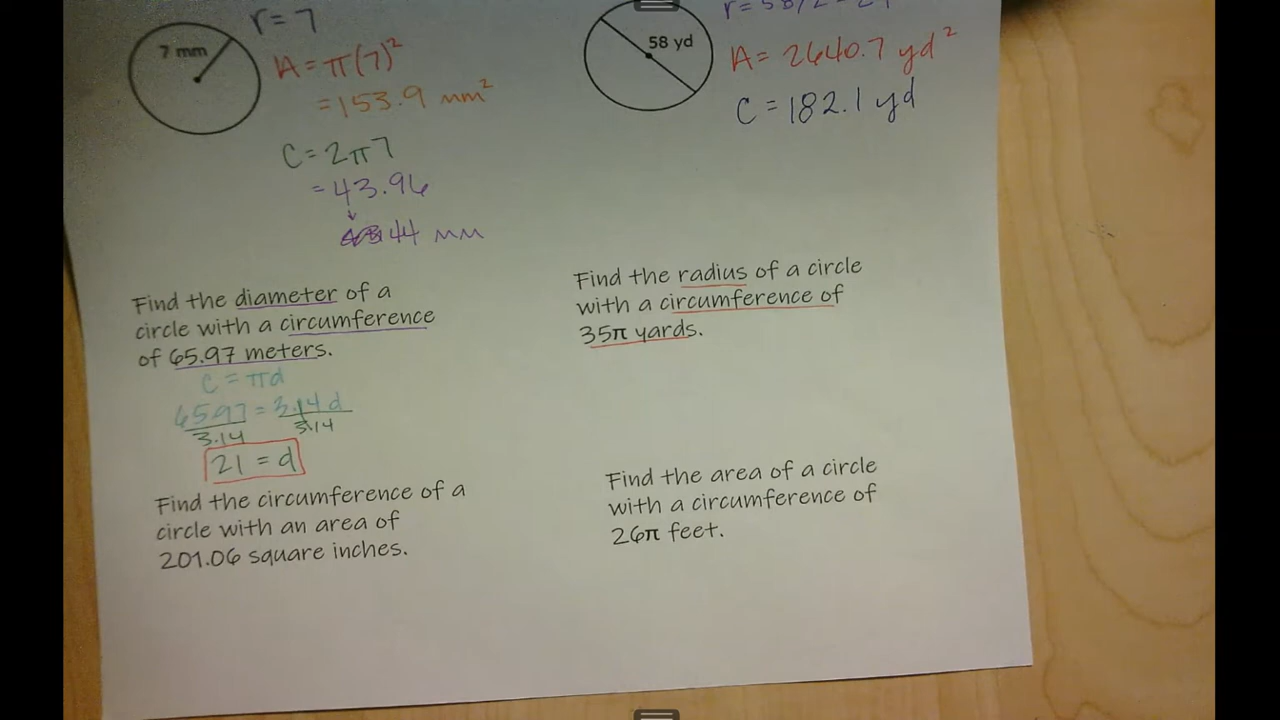 7 mm
r = 7
A = π(7)²
= 153.9 mm²
C = 2π7
= 43.96
44 mm
58 yd
r = 58/2 = 29
A = 2640.7 yd²
C = 182.1 yd
Find the diameter of a
circle with a circumference
of 65.97 meters.
C = πd
65.97 = 3.14 d
3.14 3.14
21 = d
Find the radius of a circle
with a circumference of
35π yards.
Find the circumference of a
circle with an area of
201.06 square inches.
Find the area of a circle
with a circumference of
26π feet.